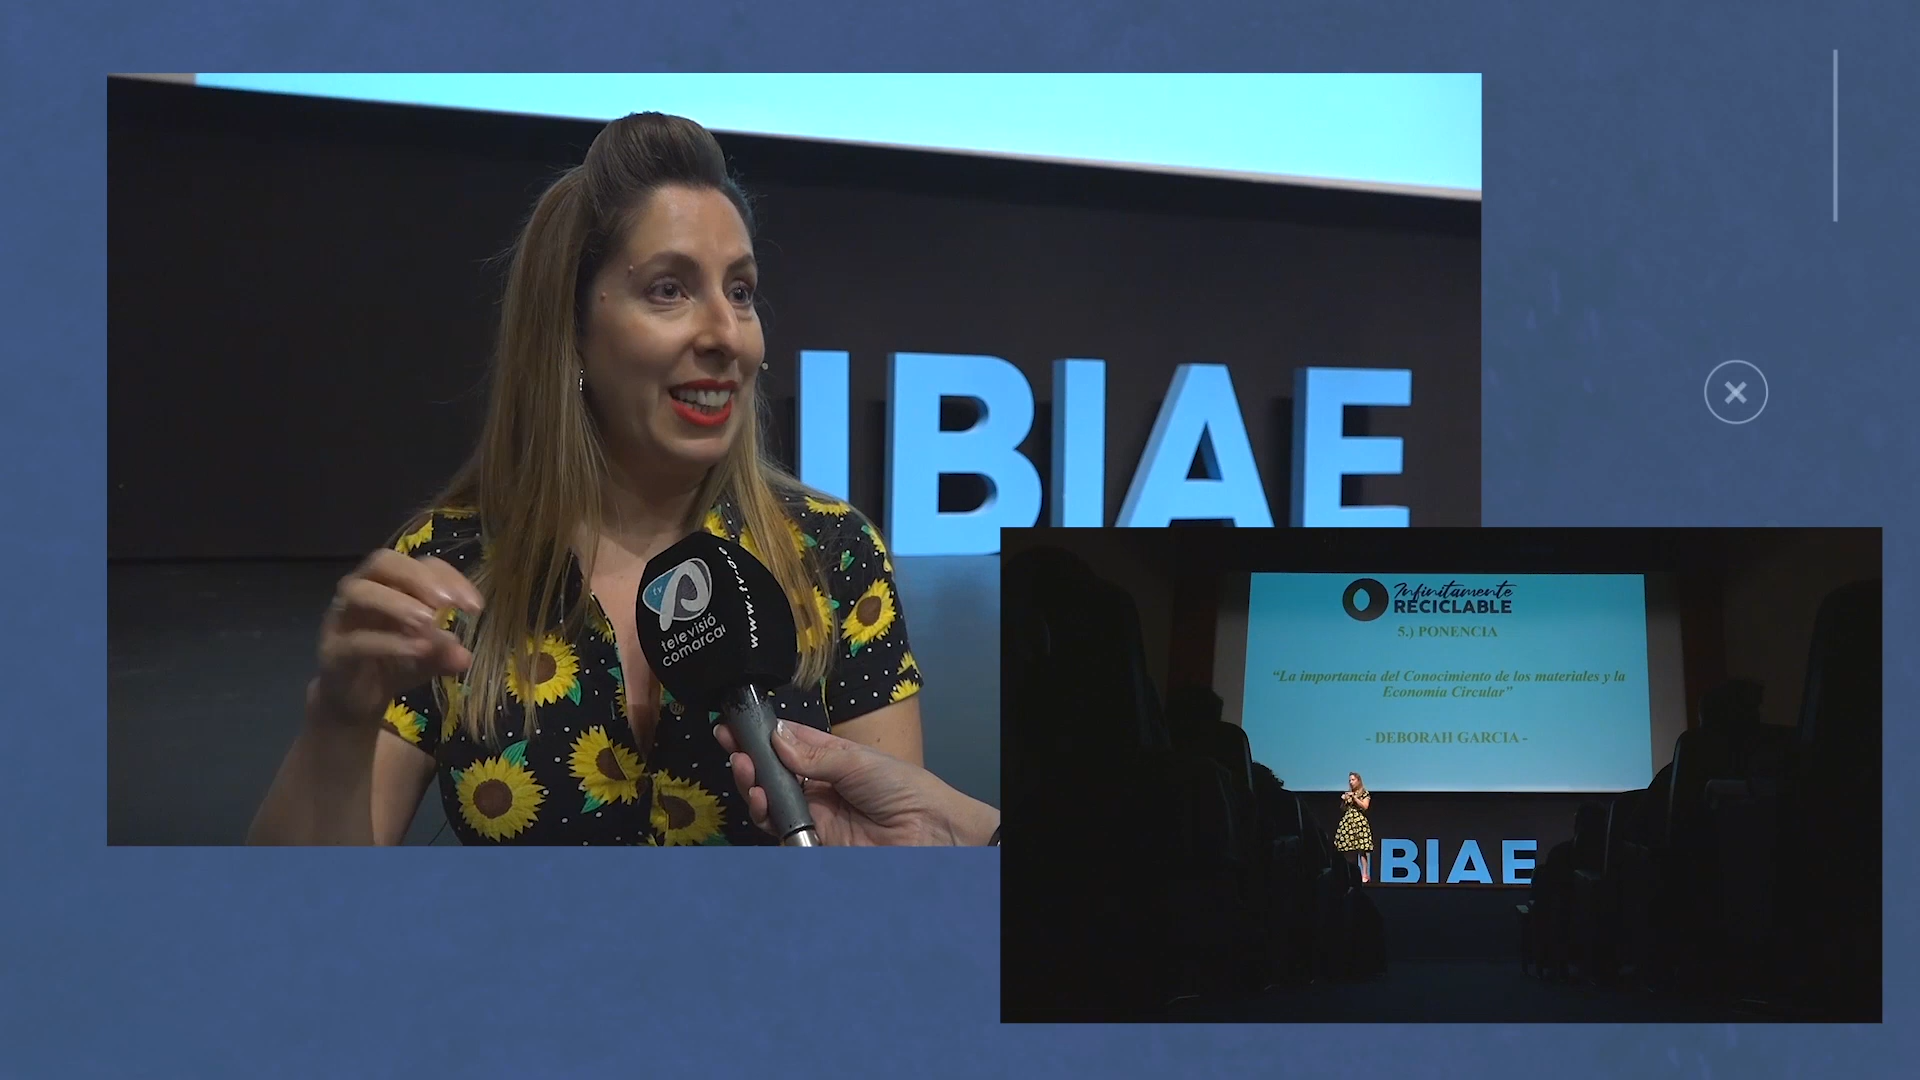 IBIAE
tv
televisió
comarcal
www.tv-a.e
Infinitamente
RECICLABLE
5.) PONENCIA
“La importancia del Conocimiento de los materiales y la
Economía Circular”
- DEBORAH GARCIA -
IBIAE